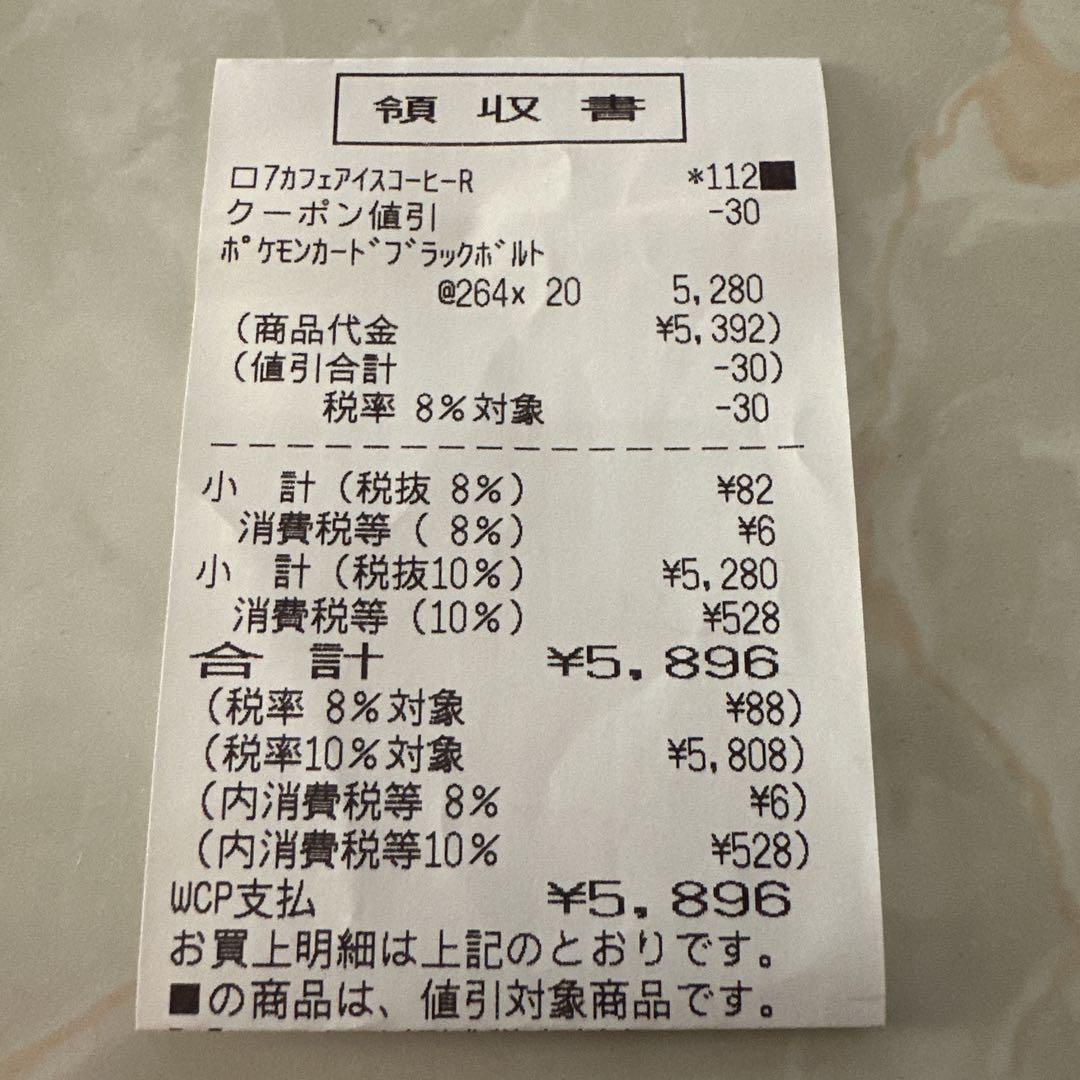 領収書
□7カフェアイスコーヒーR *112■
クーポン値引 -30
ポケモンカードブラックボルト
@264x 20 5,280
(商品代金 ¥5,392)
(値引合計 -30)
税率 8%対象 -30
小 計(税抜 8%) ¥82
消費税等( 8%) ¥6
小 計(税抜10%) ¥5,280
消費税等(10%) ¥528
合 計 ¥5,896
(税率 8%対象 ¥88)
(税率10%対象 ¥5,808)
(内消費税等 8% ¥6)
(内消費税等10% ¥528)
WCP支払 ¥5,896
お買上明細は上記のとおりです。
■の商品は、値引対象商品です。